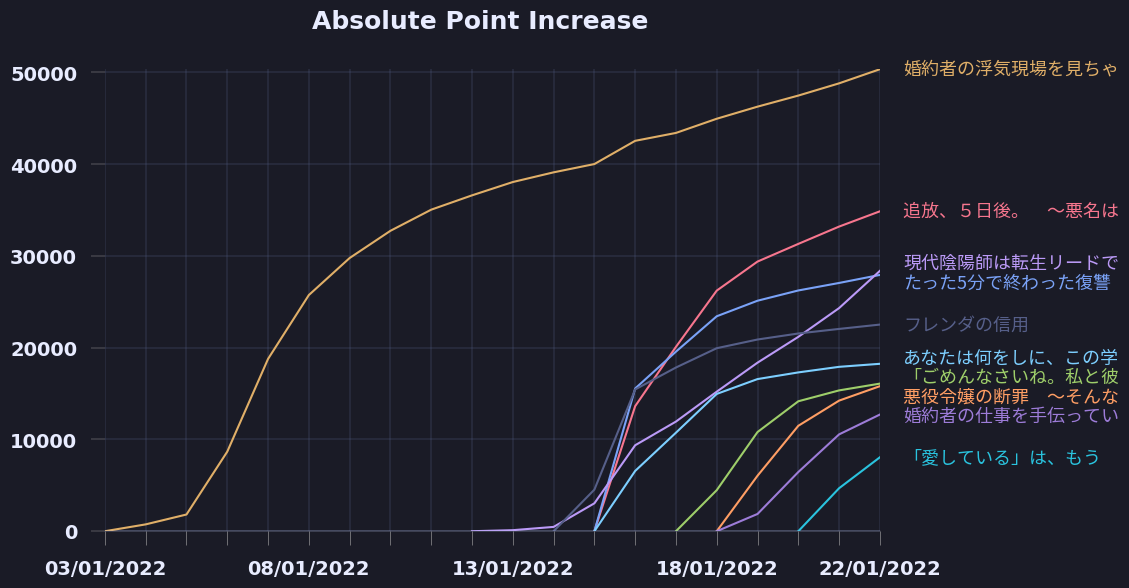 Absolute Point Increase
50000
40000
30000
20000
10000
0
03/01/2022
08/01/2022
13/01/2022
18/01/2022
22/01/2022
婚約者の浮気現場を見ちゃ
追放、５日後。　～悪名は
現代陰陽師は転生リードで
たった5分で終わった復讐
フレンダの信用
あなたは何をしに、この学
「ごめんなさいね。私と彼
悪役令嬢の断罪　～そんな
婚約者の仕事を手伝ってい
「愛している」は、もう